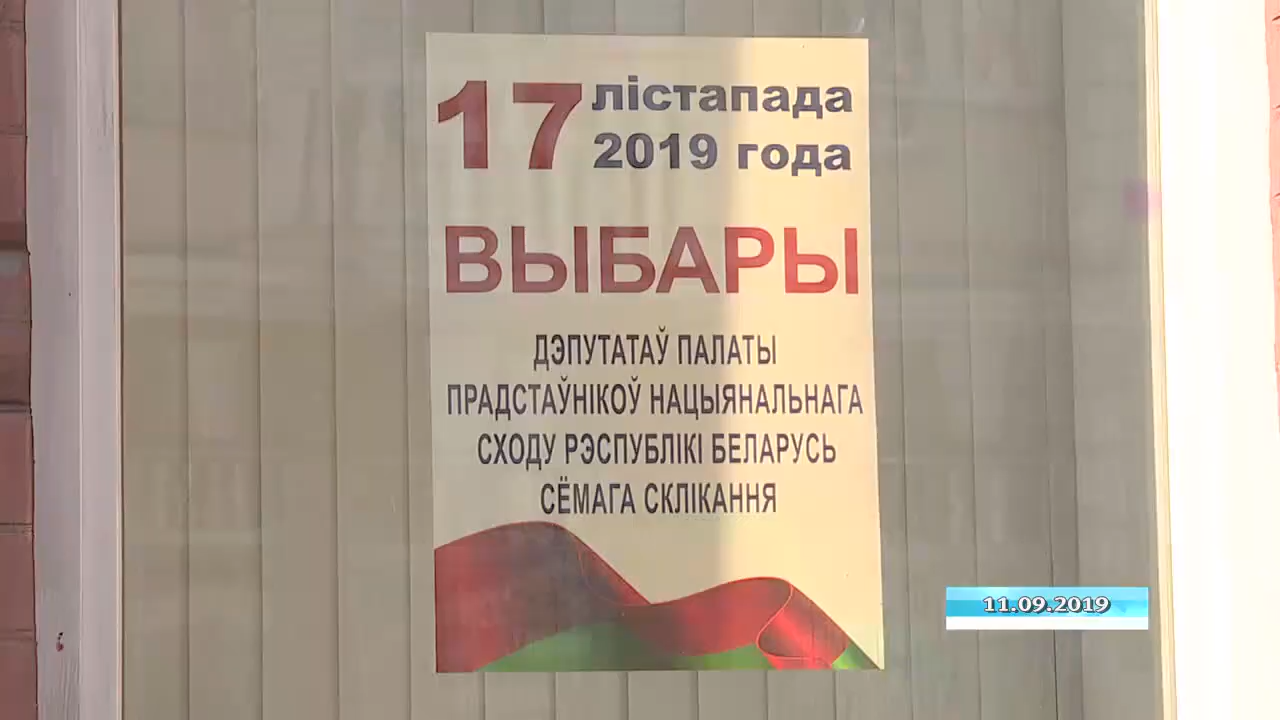 17 лістапада
2019 года
ВЫБАРЫ
ДЭПУТАТАЎ ПАЛАТЫ
ПРАДСТАЎНІКОЎ НАЦЫЯНАЛЬНАГА
СХОДУ РЭСПУБЛІКІ БЕЛАРУСЬ
СЁМАГА СКЛІКАННЯ
11.09.2019